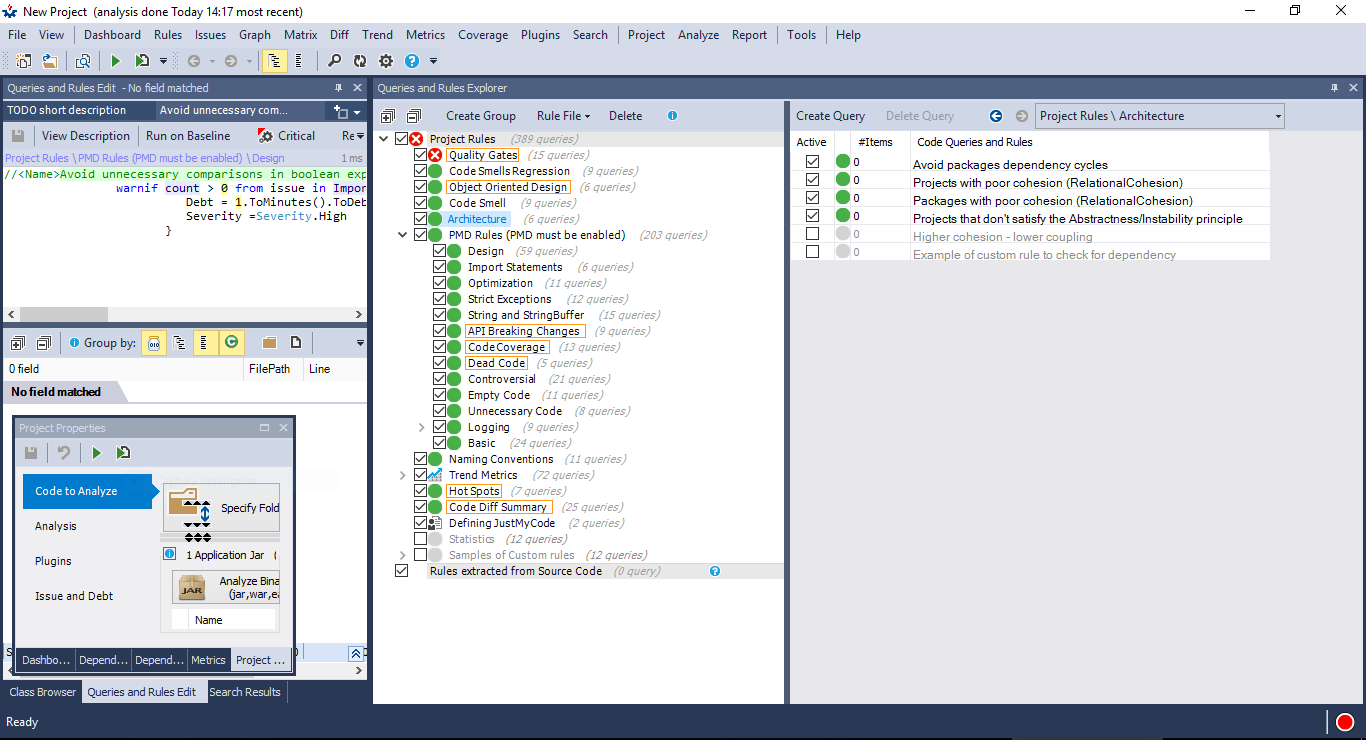 New Project (analysis done Today 14:17 most recent)
File View Dashboard Rules Issues Graph Matrix Diff Trend Metrics Coverage Plugins Search Project Analyze Report Tools Help
Queries and Rules Edit - No field matched
TODO short description Avoid unnecessary com...
View Description Run on Baseline Critical Re
Project Rules \ PMD Rules (PMD must be enabled) \ Design 1 ms
//<Name>Avoid unnecessary comparisons in boolean exp
warnif count > 0 from issue in Impor
Debt = 1.ToMinutes().ToDeb
Severity =Severity.High
}
Group by:
0 field FilePath Line
No field matched
Project Properties
Code to Analyze
Analysis
Plugins
Issue and Debt
Specify Fold
1 Application Jar (
JAR
Analyze Bina
(jar,war,ea
Name
Dashbo... Depend... Depend... Metrics Project ...
Class Browser Queries and Rules Edit Search Results
Queries and Rules Explorer
Create Group Rule File Delete
Project Rules (389 queries)
Quality Gates (15 queries)
Code Smells Regression (9 queries)
Object Oriented Design (6 queries)
Code Smell (9 queries)
Architecture (6 queries)
PMD Rules (PMD must be enabled) (203 queries)
Design (59 queries)
Import Statements (6 queries)
Optimization (11 queries)
Strict Exceptions (12 queries)
String and StringBuffer (15 queries)
API Breaking Changes (9 queries)
Code Coverage (13 queries)
Dead Code (5 queries)
Controversial (21 queries)
Empty Code (11 queries)
Unnecessary Code (8 queries)
Logging (9 queries)
Basic (24 queries)
Naming Conventions (11 queries)
Trend Metrics (72 queries)
Hot Spots (7 queries)
Code Diff Summary (25 queries)
Defining JustMyCode (2 queries)
Statistics (12 queries)
Samples of Custom rules (12 queries)
Rules extracted from Source Code (0 query)
Create Query Delete Query Project Rules \ Architecture
Active #Items Code Queries and Rules
0 Avoid packages dependency cycles
0 Projects with poor cohesion (RelationalCohesion)
0 Packages with poor cohesion (RelationalCohesion)
0 Projects that don't satisfy the Abstractness/Instability principle
0 Higher cohesion - lower coupling
0 Example of custom rule to check for dependency
Ready